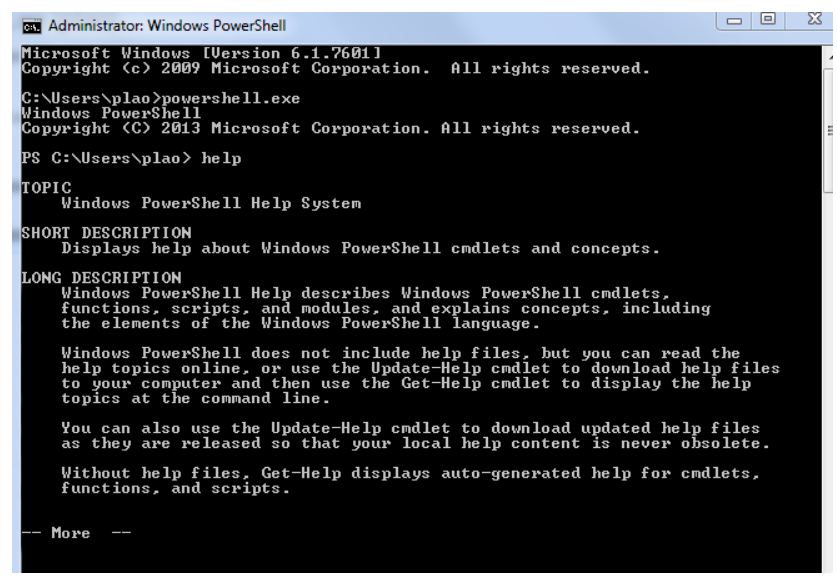 Administrator: Windows PowerShell
Microsoft Windows [Version 6.1.7601]
Copyright (c) 2009 Microsoft Corporation.  All rights reserved.
C:\Users\plao>powershell.exe
Windows PowerShell
Copyright (C) 2013 Microsoft Corporation. All rights reserved.
PS C:\Users\plao> help
TOPIC
    Windows PowerShell Help System
SHORT DESCRIPTION
    Displays help about Windows PowerShell cmdlets and concepts.
LONG DESCRIPTION
    Windows PowerShell Help describes Windows PowerShell cmdlets,
    functions, scripts, and modules, and explains concepts, including
    the elements of the Windows PowerShell language.
    Windows PowerShell does not include help files, but you can read the
    help topics online, or use the Update-Help cmdlet to download help files
    to your computer and then use the Get-Help cmdlet to display the help
    topics at the command line.
    You can also use the Update-Help cmdlet to download updated help files
    as they are released so that your local help content is never obsolete.
    Without help files, Get-Help displays auto-generated help for cmdlets,
    functions, and scripts.
-- More  --